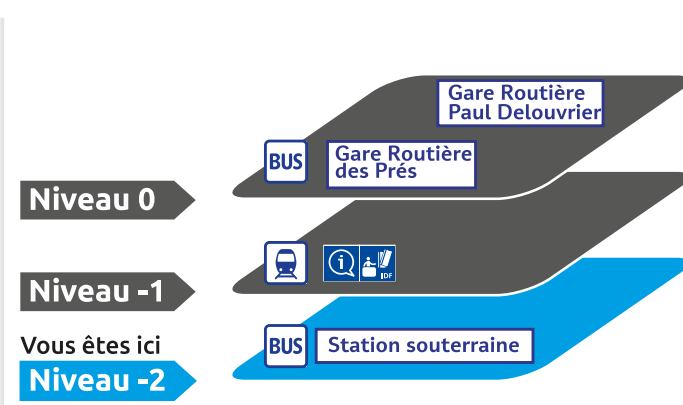 Gare Routière
Paul Delouvrier
BUS
Gare Routière
des Prés
Niveau 0
i
IDF
Niveau -1
Vous êtes ici
BUS
Station souterraine
Niveau -2